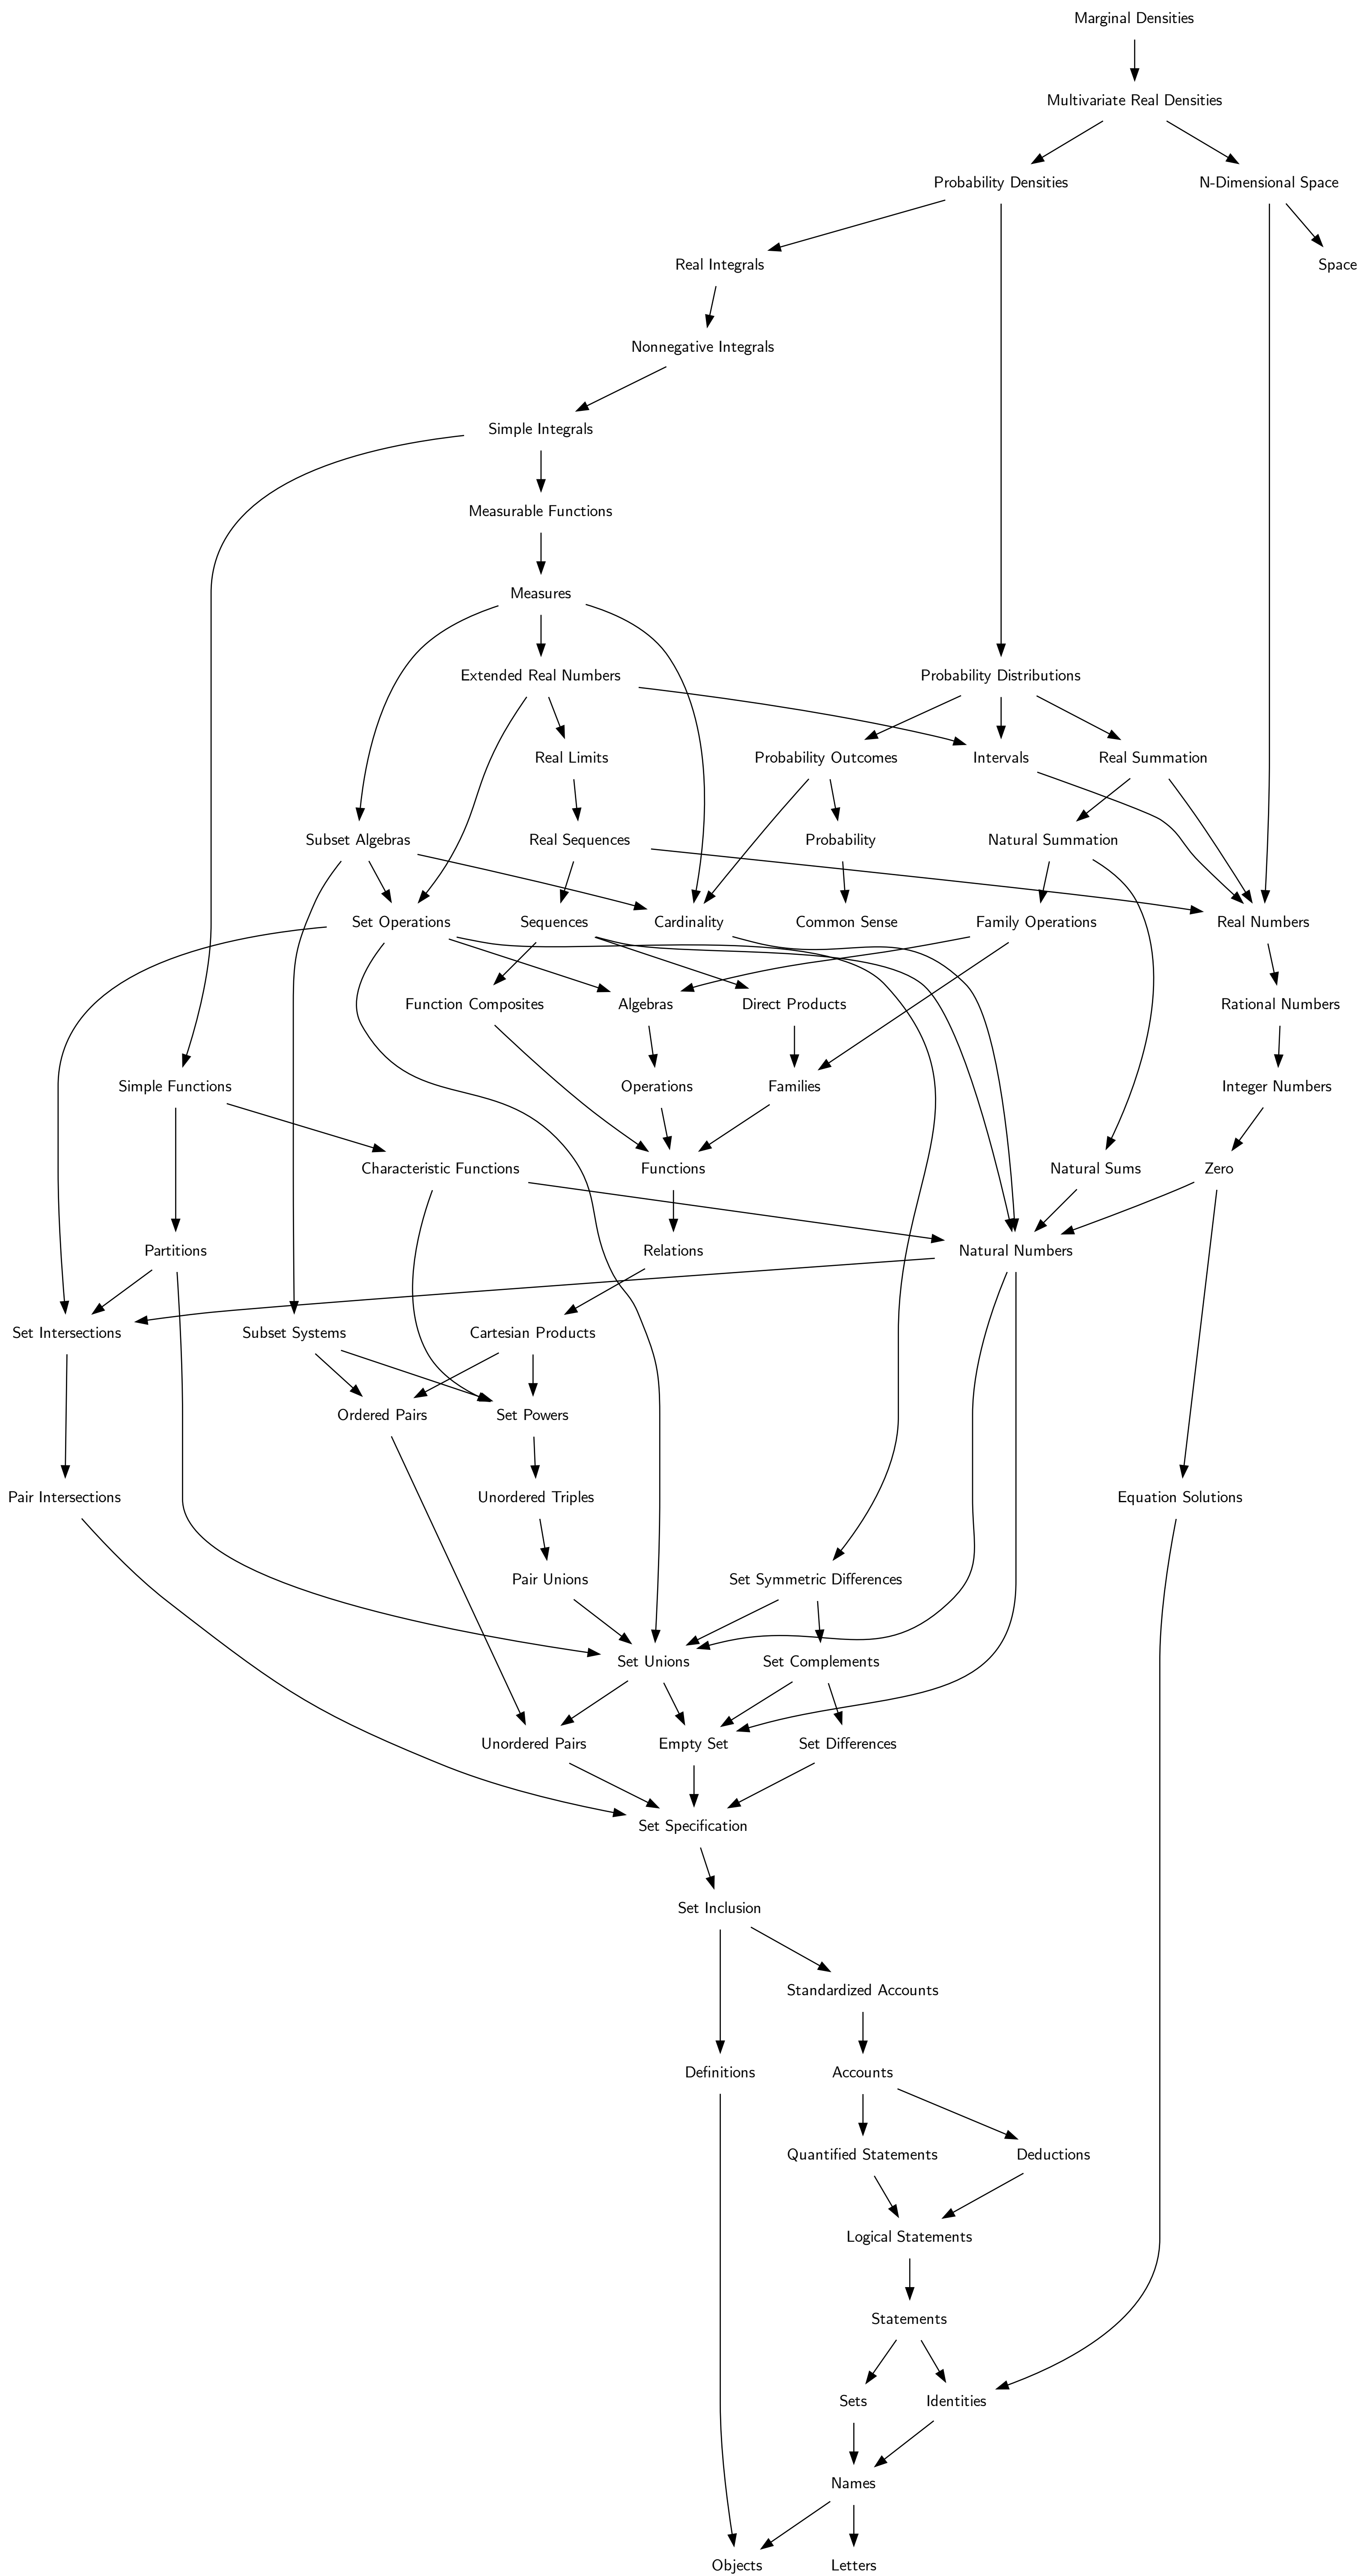 Marginal Densities
Multivariate Real Densities
Probability Densities
N-Dimensional Space
Real Integrals
Space
Nonnegative Integrals
Simple Integrals
Measurable Functions
Measures
Extended Real Numbers
Probability Distributions
Real Limits
Probability Outcomes
Intervals
Real Summation
Subset Algebras
Real Sequences
Probability
Natural Summation
Set Operations
Sequences
Cardinality
Common Sense
Family Operations
Real Numbers
Function Composites
Algebras
Direct Products
Rational Numbers
Simple Functions
Operations
Families
Integer Numbers
Characteristic Functions
Functions
Natural Sums
Zero
Partitions
Relations
Natural Numbers
Set Intersections
Subset Systems
Cartesian Products
Ordered Pairs
Set Powers
Pair Intersections
Unordered Triples
Equation Solutions
Pair Unions
Set Symmetric Differences
Set Unions
Set Complements
Unordered Pairs
Empty Set
Set Differences
Set Specification
Set Inclusion
Standardized Accounts
Definitions
Accounts
Quantified Statements
Deductions
Logical Statements
Statements
Sets
Identities
Names
Objects
Letters